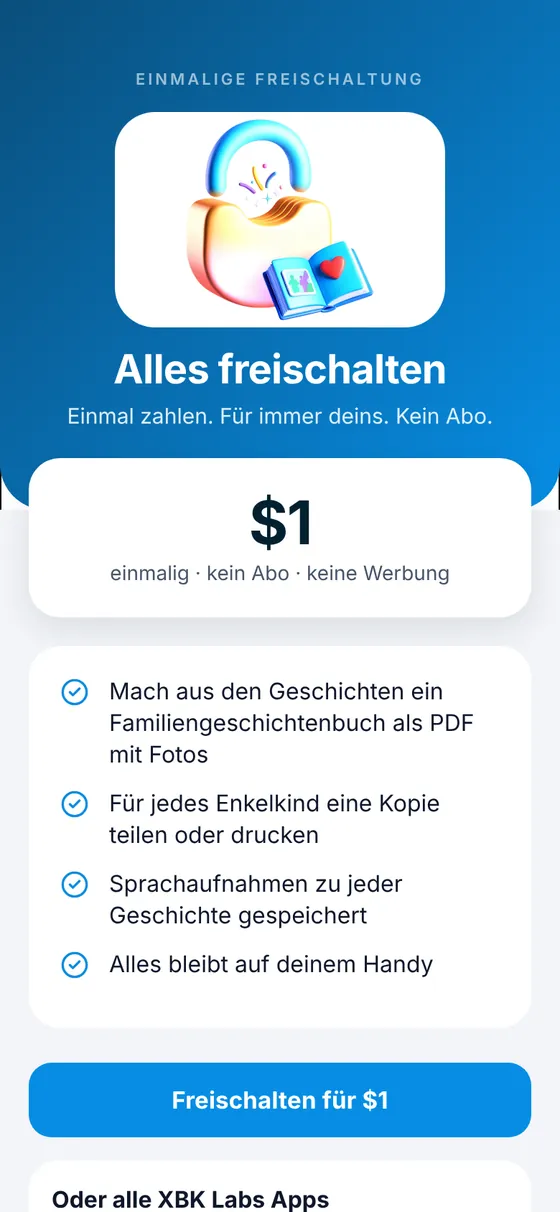 EINMALIGE FREISCHALTUNG
Alles freischalten
Einmal zahlen. Für immer deins. Kein Abo.
$1
einmalig · kein Abo · keine Werbung
Mach aus den Geschichten ein
Familiengeschichtenbuch als PDF
mit Fotos
Für jedes Enkelkind eine Kopie
teilen oder drucken
Sprachaufnahmen zu jeder
Geschichte gespeichert
Alles bleibt auf deinem Handy
Freischalten für $1
Oder alle XBK Labs Apps